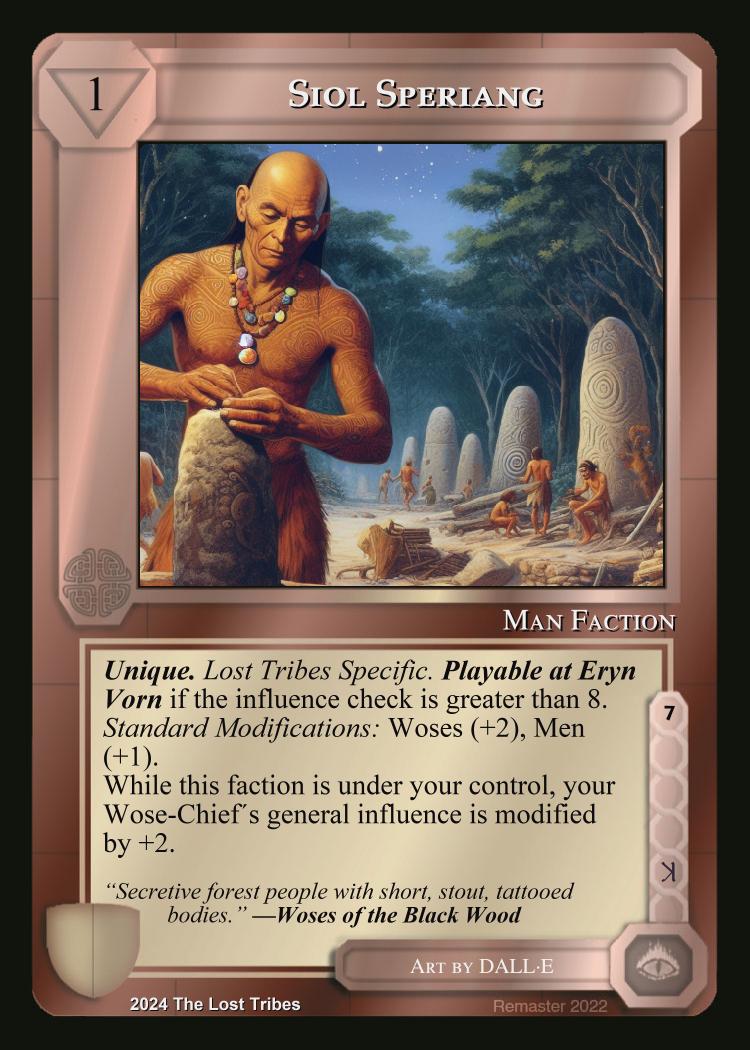 1
Siol Speriang
Man Faction
Unique. Lost Tribes Specific. Playable at Eryn
Vorn if the influence check is greater than 8.
Standard Modifications: Woses (+2), Men
(+1).
While this faction is under your control, your
Wose-Chief´s general influence is modified
by +2.
7
“Secretive forest people with short, stout, tattooed
bodies.” —Woses of the Black Wood
Art by DALL·E
2024 The Lost Tribes
Remaster 2022